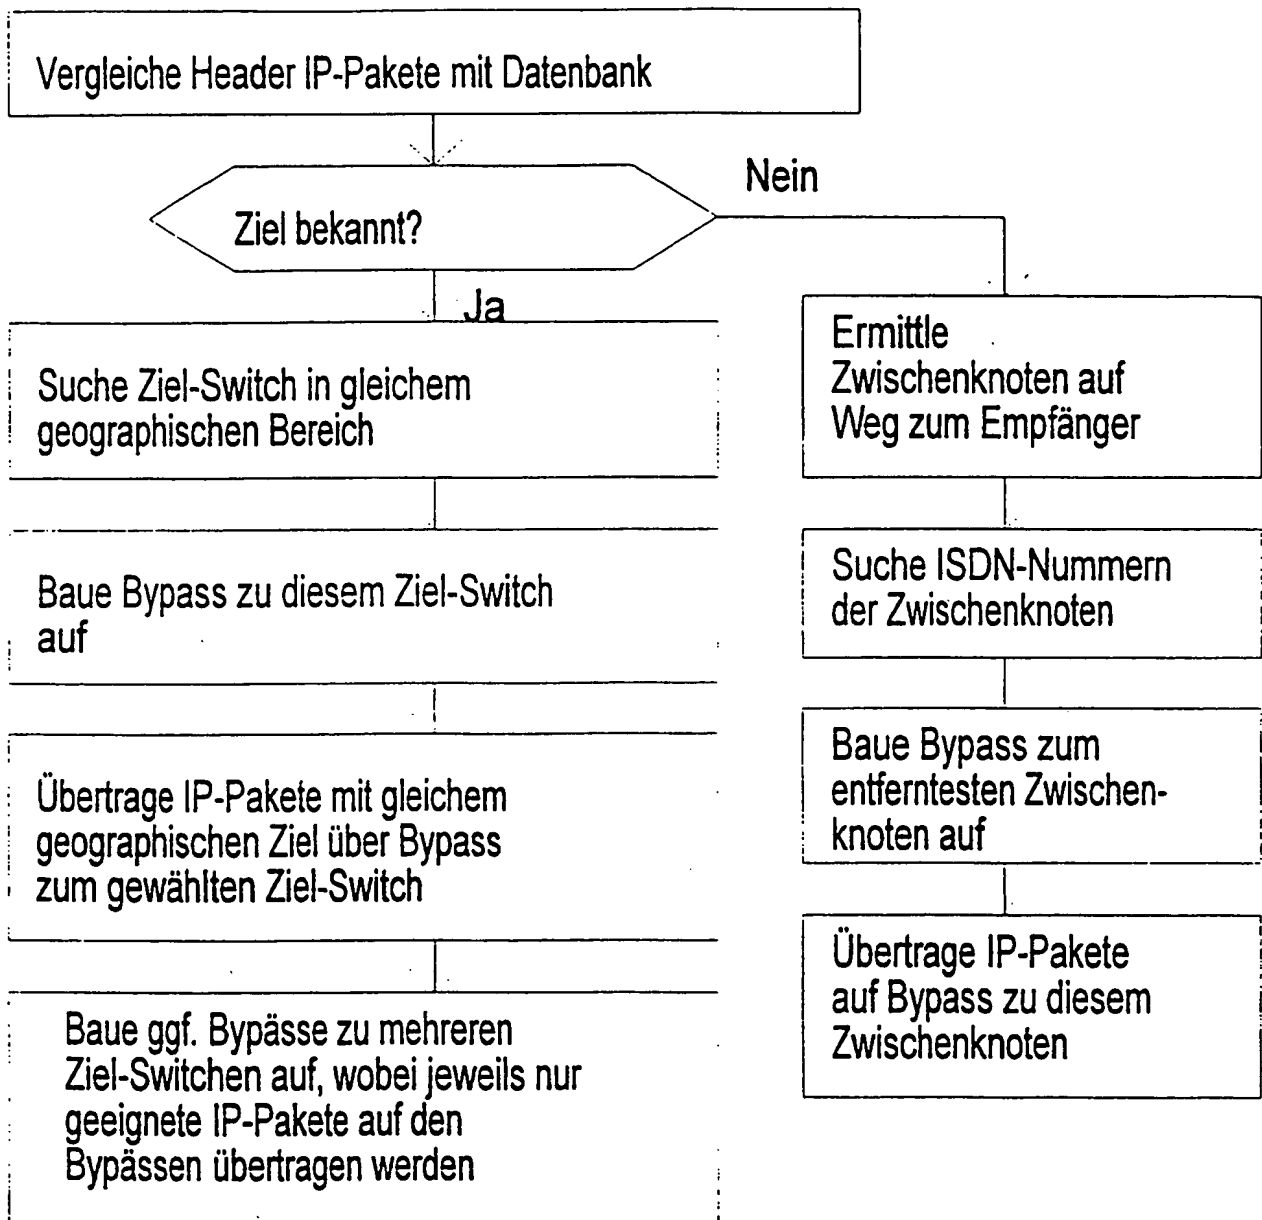 Vergleiche Header IP-Pakete mit Datenbank
Ziel bekannt?
Nein
Ja
Suche Ziel-Switch in gleichem
geographischen Bereich
Baue Bypass zu diesem Ziel-Switch
auf
Übertrage IP-Pakete mit gleichem
geographischen Ziel über Bypass
zum gewählten Ziel-Switch
Baue ggf. Bypässe zu mehreren
Ziel-Switchen auf, wobei jeweils nur
geeignete IP-Pakete auf den
Bypässen übertragen werden
Ermittle
Zwischenknoten auf
Weg zum Empfänger
Suche ISDN-Nummern
der Zwischenknoten
Baue Bypass zum
entferntesten Zwischen-
knoten auf
Übertrage IP-Pakete
auf Bypass zu diesem
Zwischenknoten